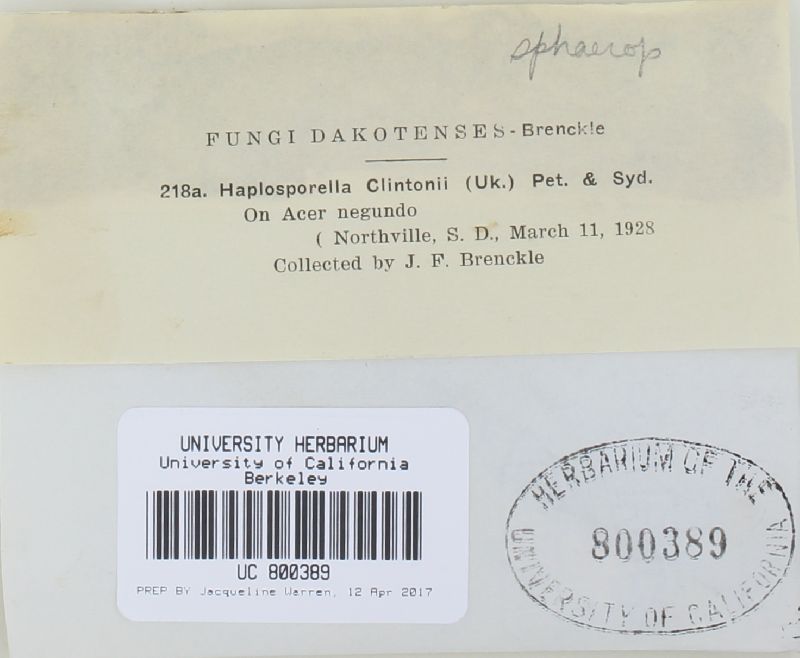 sphaerop
FUNGI DAKOTENSES-Brenckle
218a. Haplosporella Clintonii (Uk.) Pet. & Syd.
On Acer negundo
( Northville, S. D., March 11, 1928
Collected by J. F. Brenckle
UNIVERSITY HERBARIUM
University of California
Berkeley
UC 800389
PREP BY Jacqueline Warren, 12 Apr 2017
HERBARIUM OF THE
800389
UNIVERSITY OF CALIFORNIA